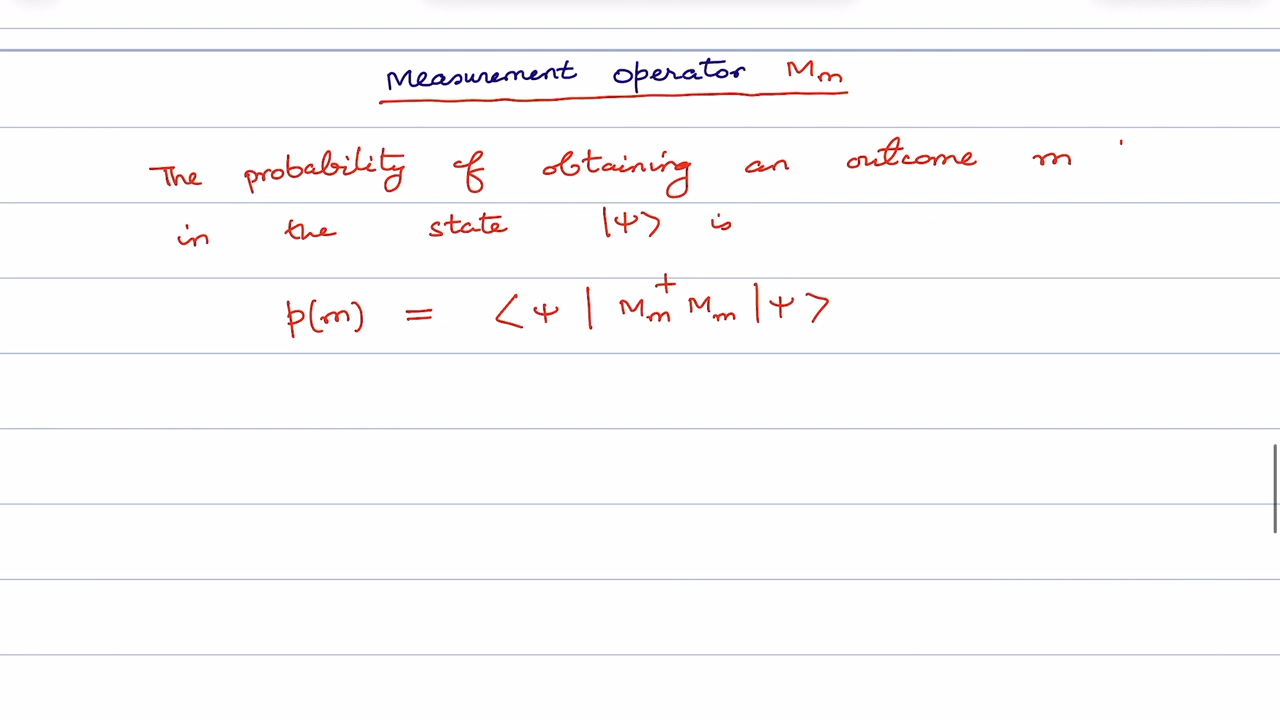 Measurement operator Mm
The probability of obtaining an outcome m
in the state |ψ> is
p(m) = <ψ | Mm⁺ Mm |ψ>